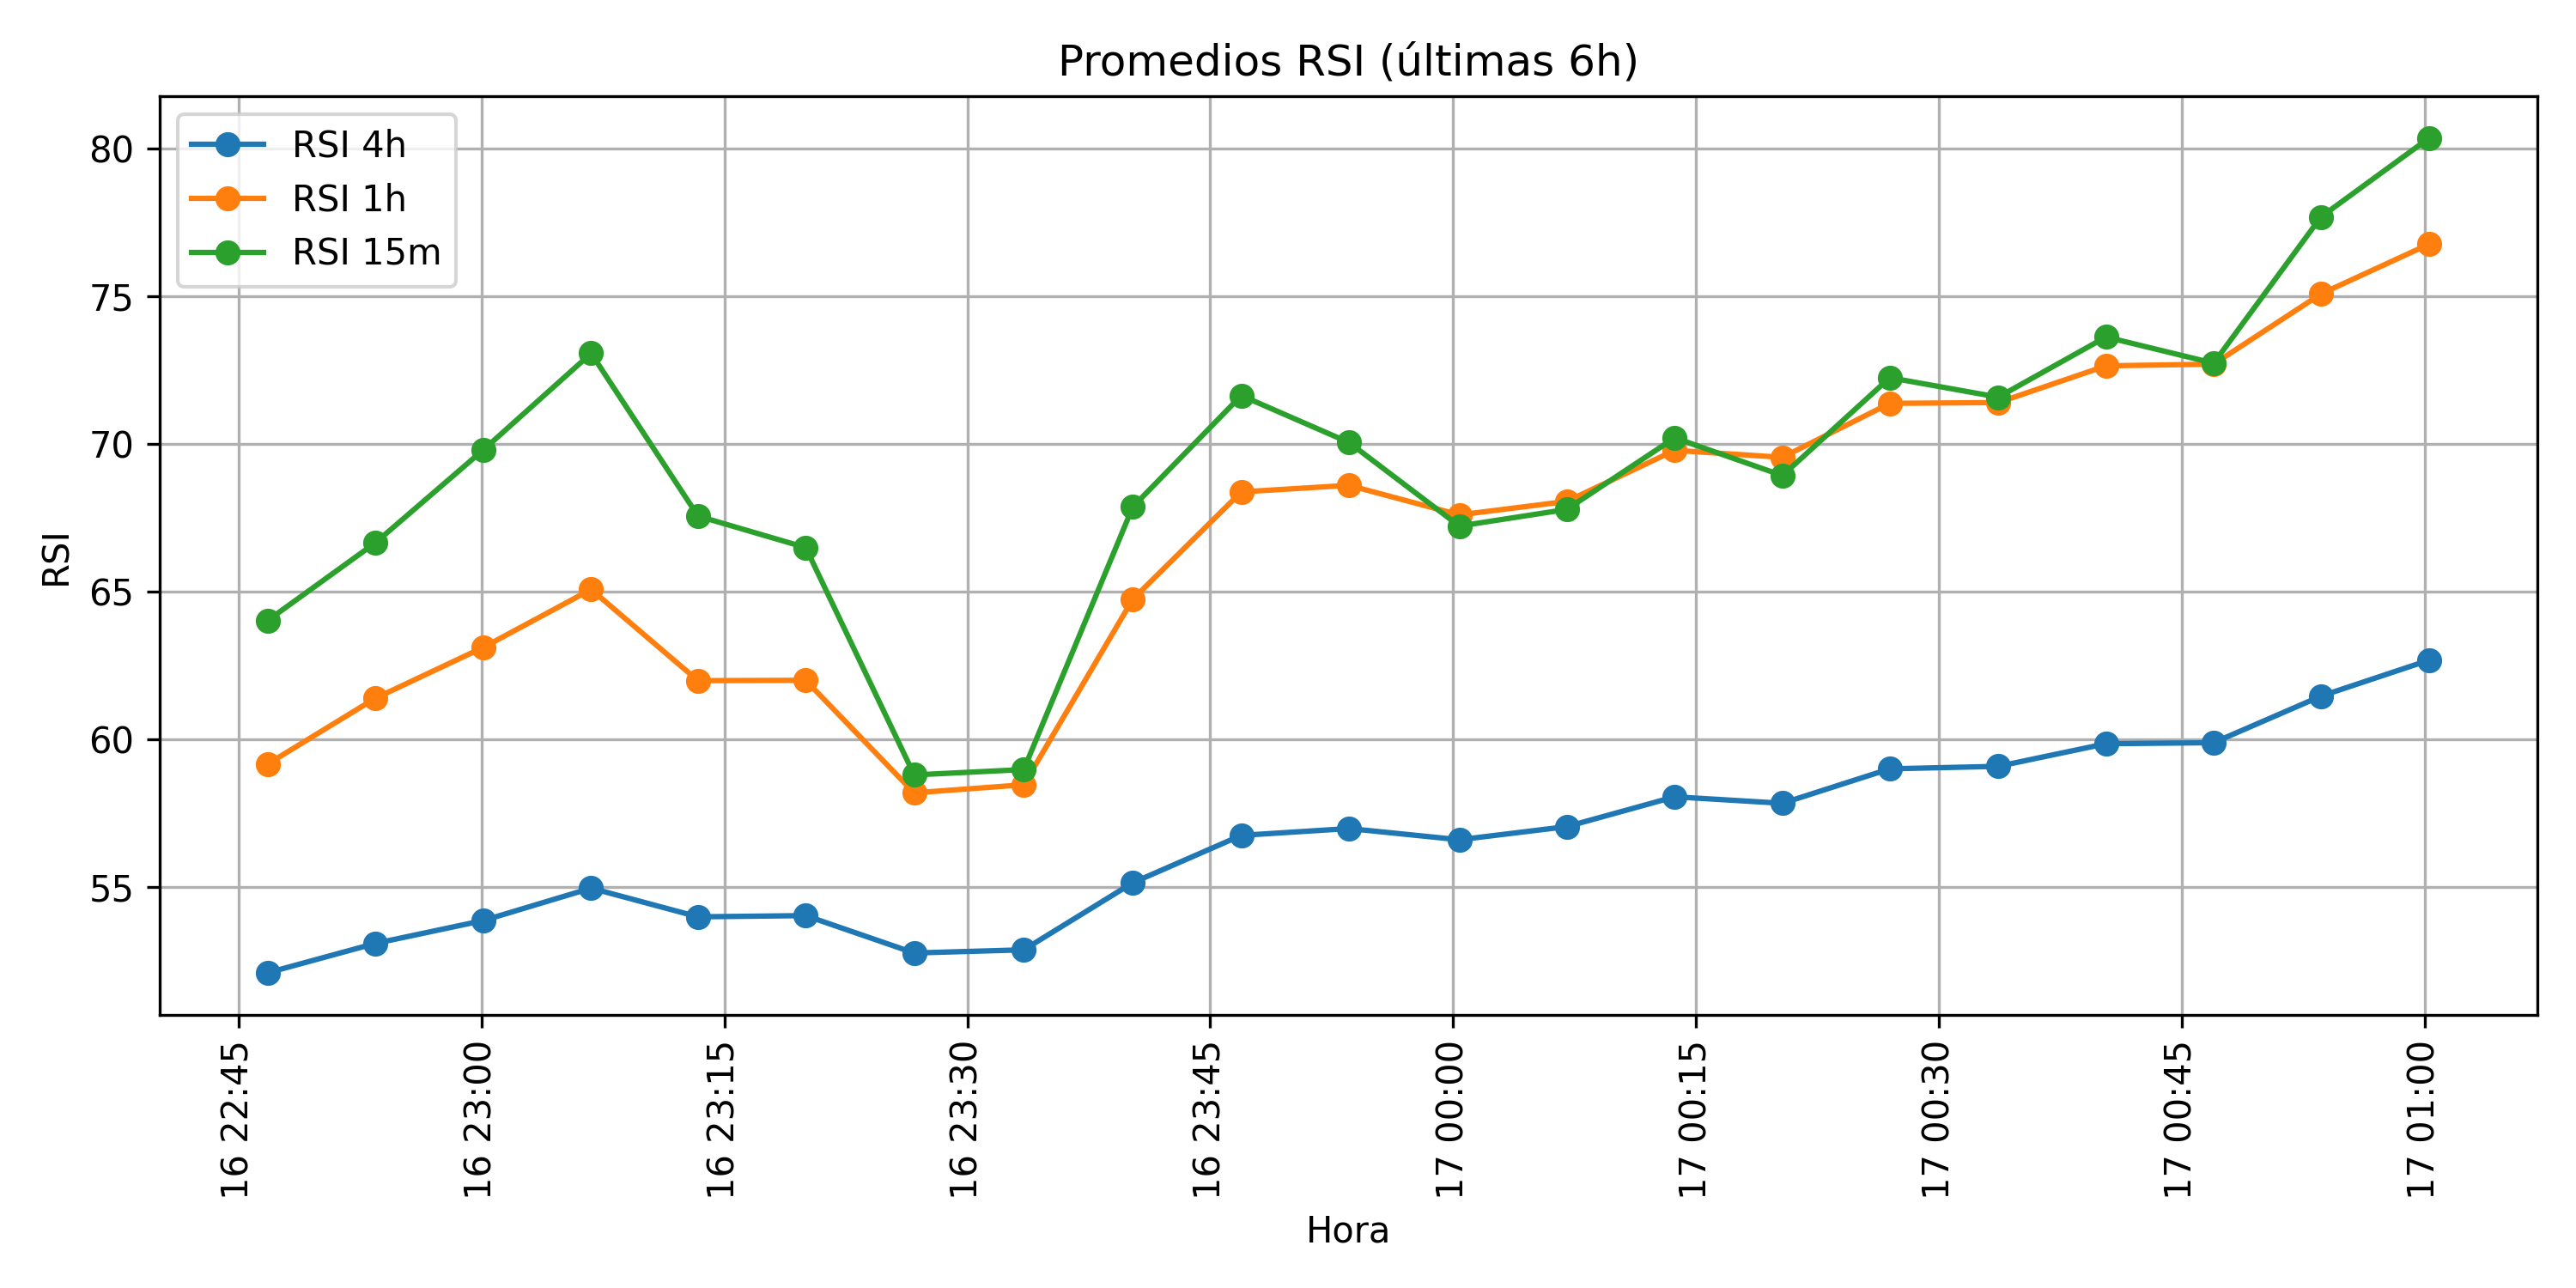 Promedios RSI (últimas 6h)
RSI 4h
RSI 1h
RSI 15m
RSI
80
75
70
65
60
55
16 22:45
16 23:00
16 23:15
16 23:30
16 23:45
17 00:00
17 00:15
17 00:30
17 00:45
17 01:00
Hora